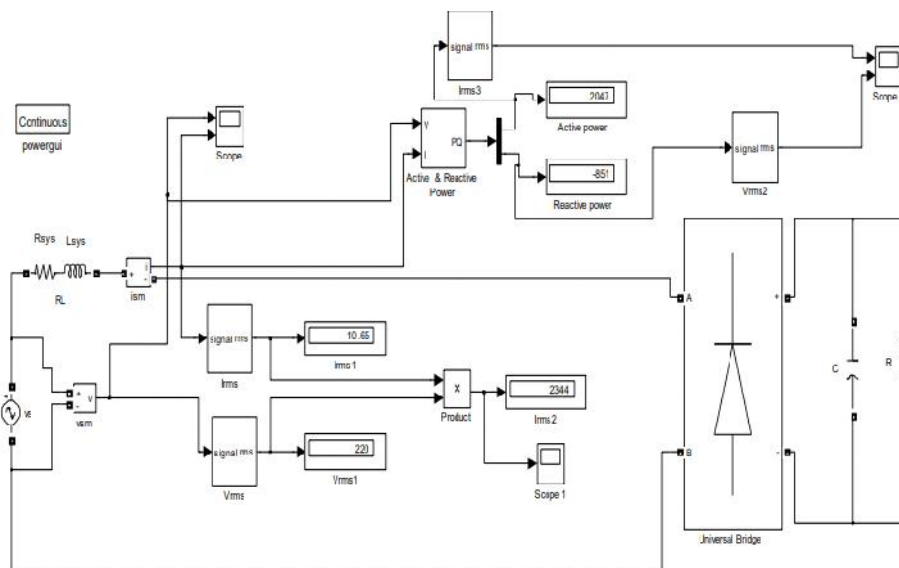 signal rms
Irms3
2047
Active power
Scope
Continuous
powergui
Scope
V
I
PQ
Active & Reactive
Power
-851
Reactive power
signal rms
Vrms2
Rsys
Lsys
RL
+
-
i
ism
signal rms
Irms
10.65
Irms1
vs
+
-
v
vsm
signal rms
Vrms
220
Vrms1
X
Product
2344
Irms2
Scope 1
A
B
+
-
Universal Bridge
C
R